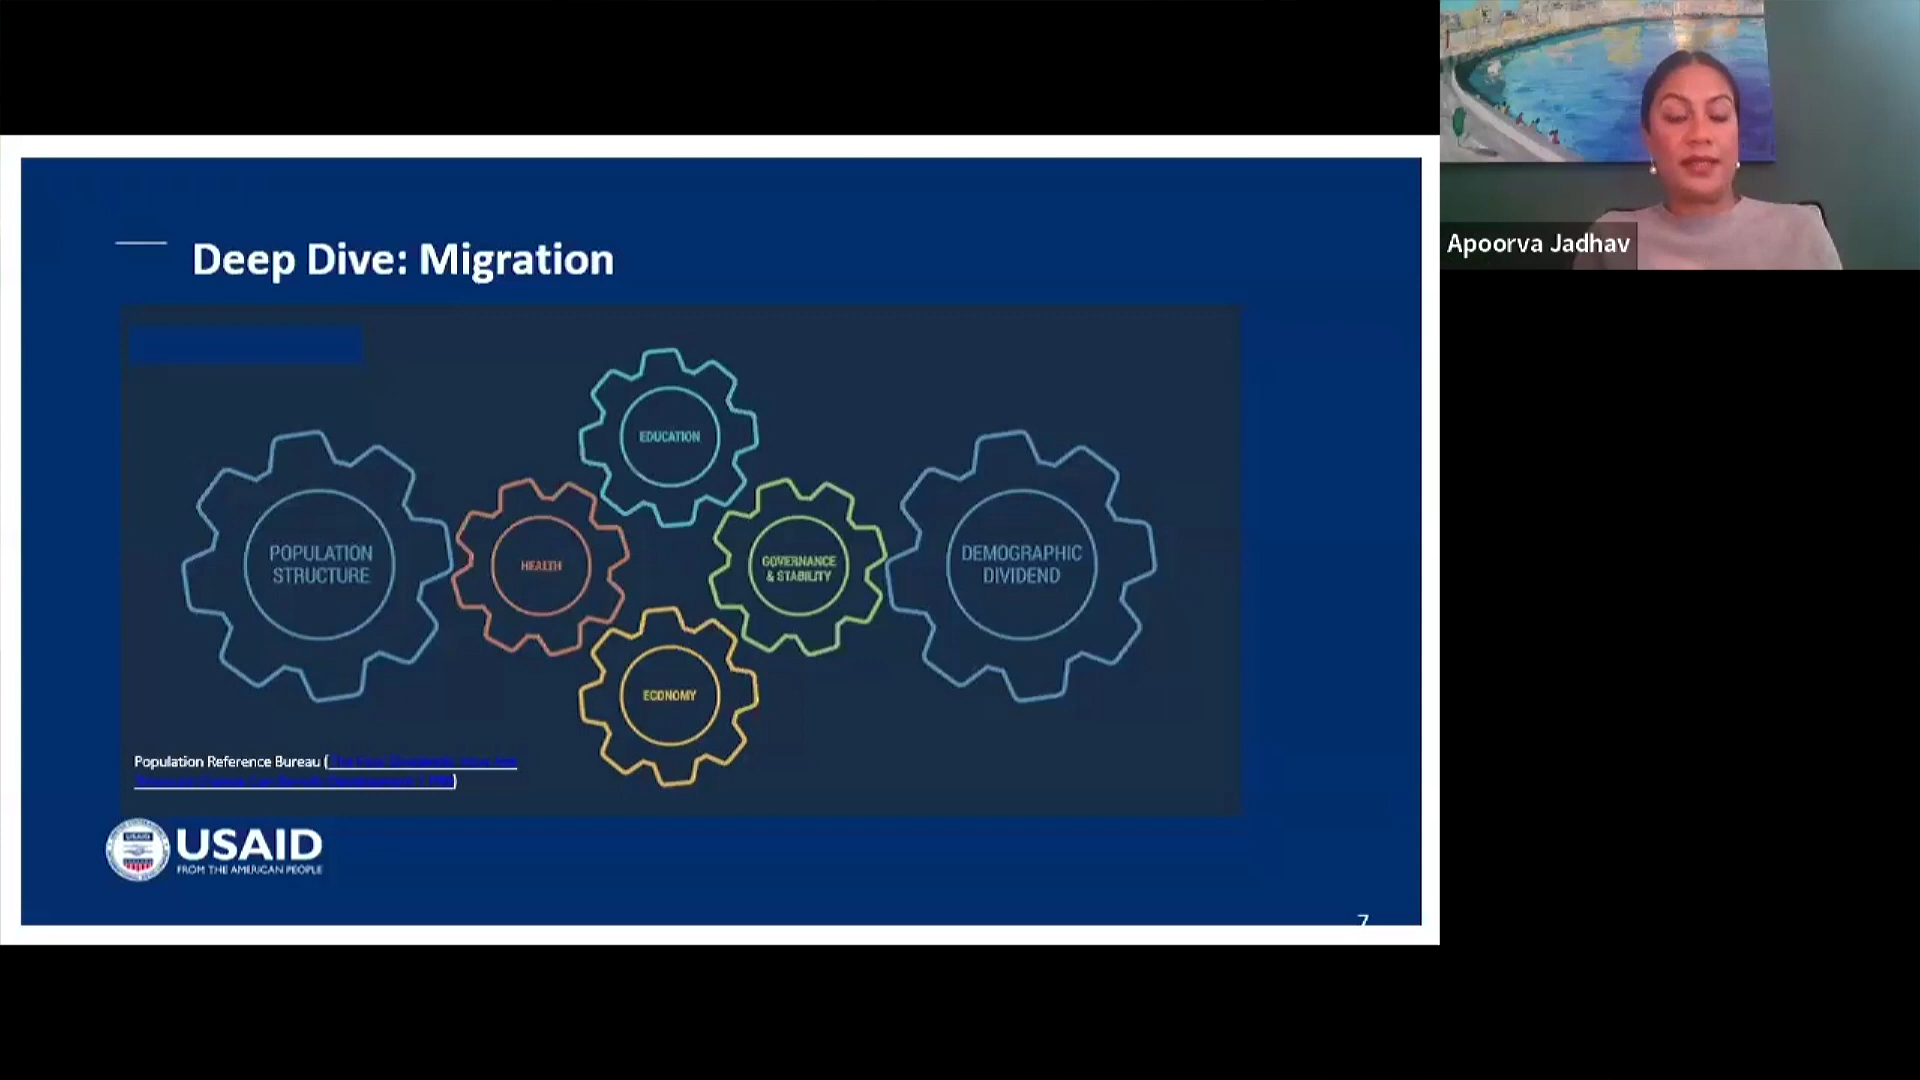 Deep Dive: Migration
EDUCATION
POPULATION
STRUCTURE
HEALTH
GOVERNANCE
& STABILITY
DEMOGRAPHIC
DIVIDEND
ECONOMY
Population Reference Bureau (
)
USAID
FROM THE AMERICAN PEOPLE
7
Apoorva Jadhav